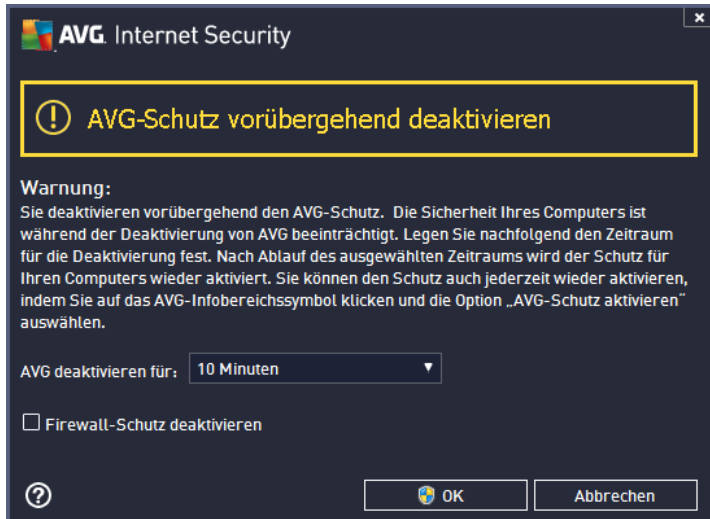 AVG. Internet Security
AVG-Schutz vorübergehend deaktivieren
Warnung:
Sie deaktivieren vorübergehend den AVG-Schutz. Die Sicherheit Ihres Computers ist
während der Deaktivierung von AVG beeinträchtigt. Legen Sie nachfolgend den Zeitraum
für die Deaktivierung fest. Nach Ablauf des ausgewählten Zeitraums wird der Schutz für
Ihren Computers wieder aktiviert. Sie können den Schutz auch jederzeit wieder aktivieren,
indem Sie auf das AVG-Infobereichssymbol klicken und die Option „AVG-Schutz aktivieren“
auswählen.
AVG deaktivieren für: 10 Minuten
Firewall-Schutz deaktivieren
OK Abbrechen